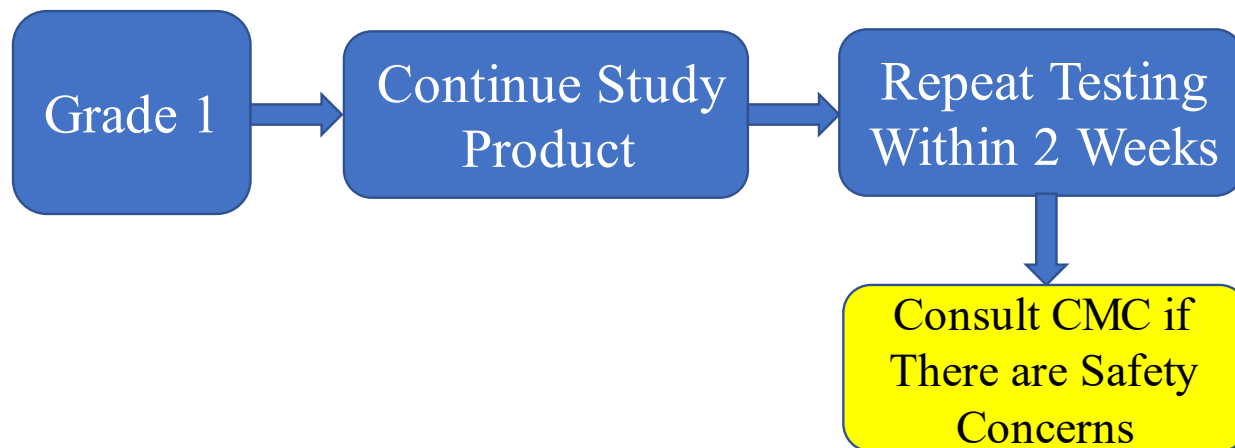 Grade 1
Continue Study
Product
Repeat Testing
Within 2 Weeks
Consult CMC if
There are Safety
Concerns